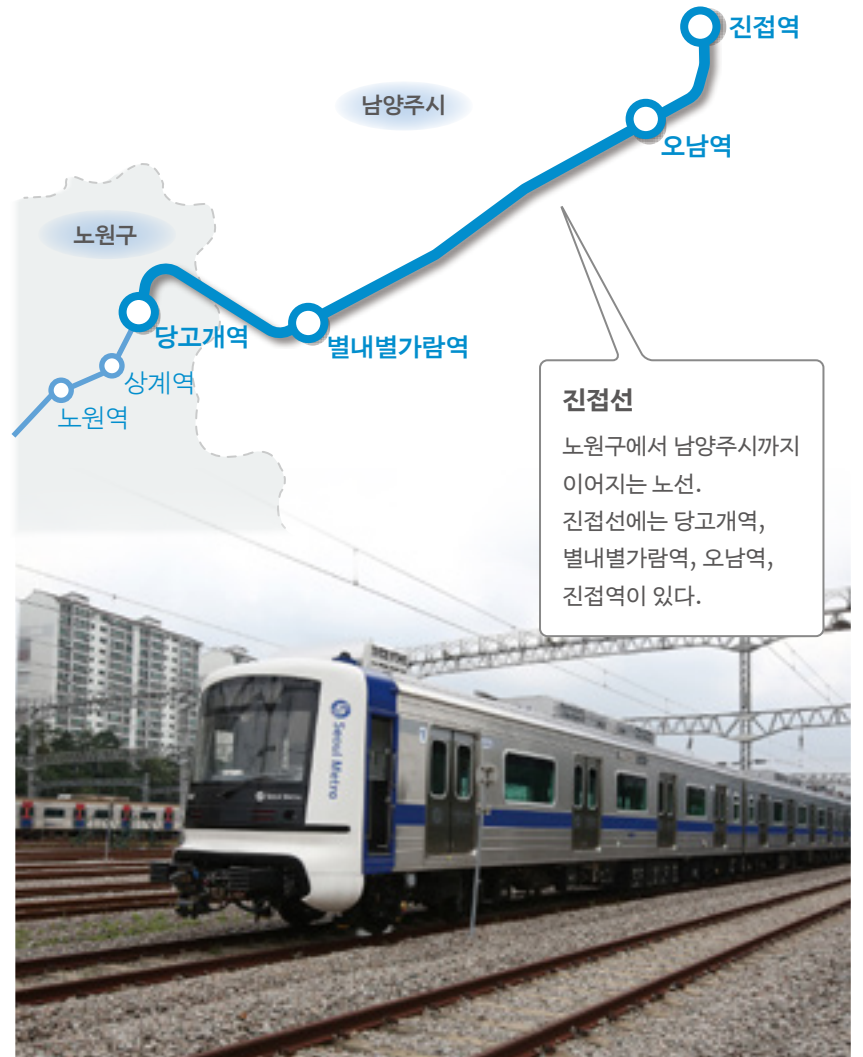 진접역
남양주시
오남역
노원구
당고개역
별내별가람역
상계역
노원역
진접선
노원구에서 남양주시까지
이어지는 노선.
진접선에는 당고개역,
별내별가람역, 오남역,
진접역이 있다.
Seoul Metro
Seoul Metro